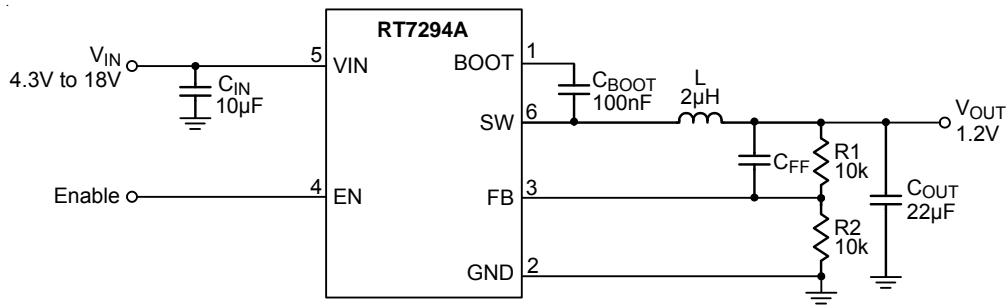 RT7294A
VIN
4.3V to 18V
CIN
10µF
5
VIN
BOOT
1
CBOOT
100nF
L
2µH
6
SW
VOUT
1.2V
CFF
R1
10k
Enable
4
EN
FB
3
COUT
22µF
R2
10k
GND
2